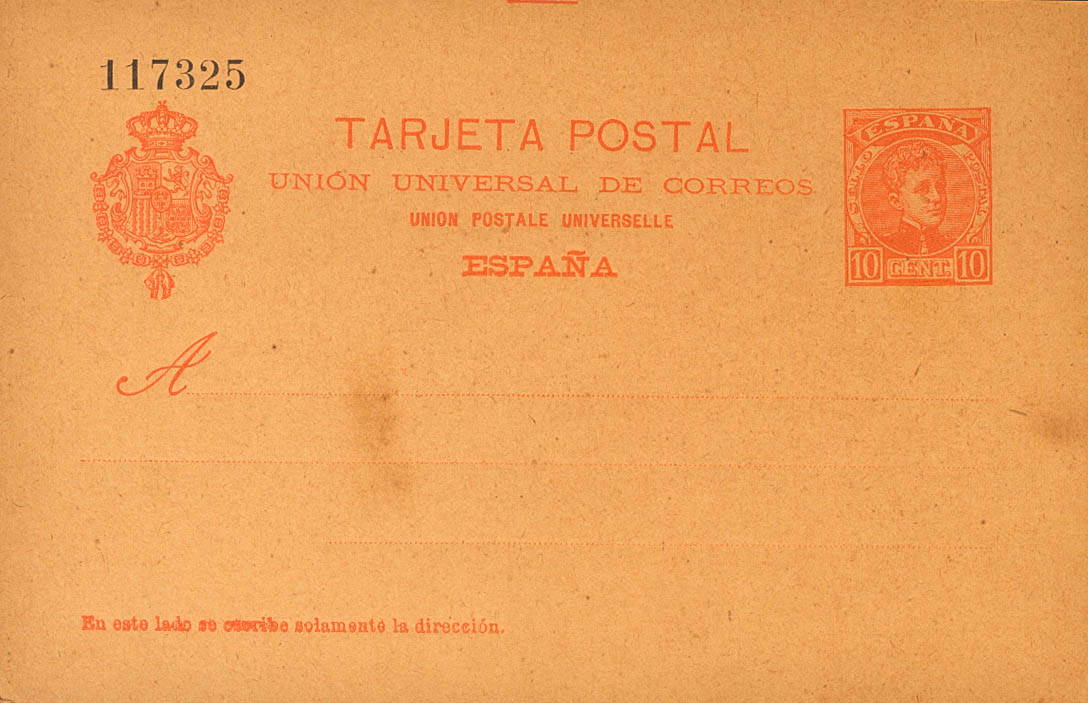 117325
TARJETA POSTAL
UNIÓN UNIVERSAL DE CORREOS
UNION POSTALE UNIVERSELLE
ESPAÑA
ESPAÑA
POSTAL
10 CENT. 10
A
En este lado se escribe solamente la dirección.